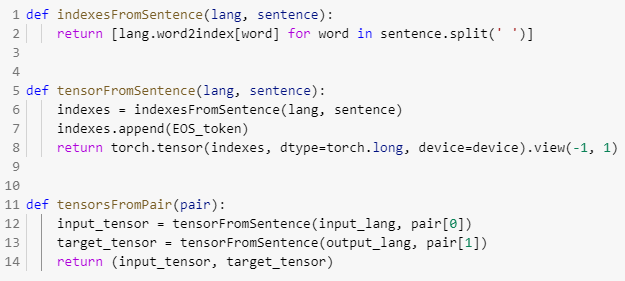 1 def indexesFromSentence(lang, sentence):
2     return [lang.word2index[word] for word in sentence.split(' ')]
3
4
5 def tensorFromSentence(lang, sentence):
6     indexes = indexesFromSentence(lang, sentence)
7     indexes.append(EOS_token)
8     return torch.tensor(indexes, dtype=torch.long, device=device).view(-1, 1)
9
10
11 def tensorsFromPair(pair):
12     input_tensor = tensorFromSentence(input_lang, pair[0])
13     target_tensor = tensorFromSentence(output_lang, pair[1])
14     return (input_tensor, target_tensor)